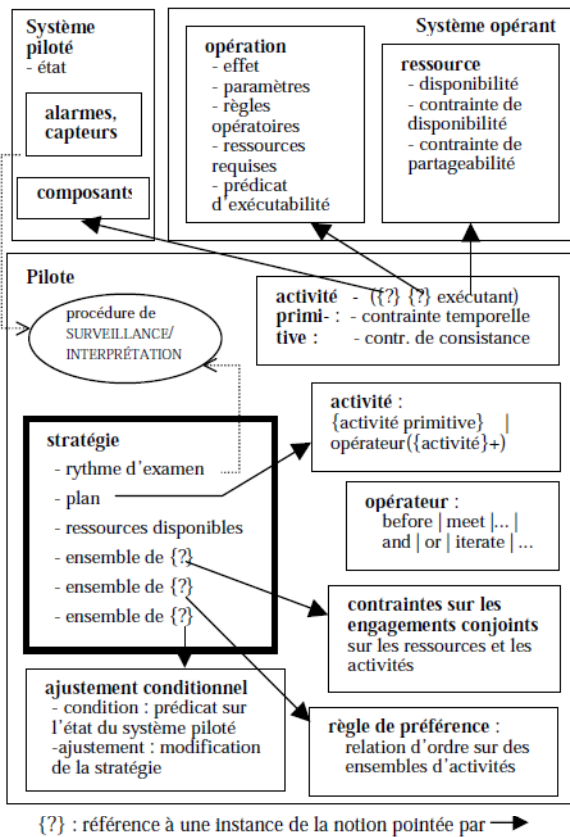 Système
piloté
- état
alarmes,
capteurs
composants
Système opérant
opération
- effet
- paramètres
- règles
opératoires
- ressources
requises
- prédicat
d'exécutabilité
ressource
- disponibilité
- contrainte de
disponibilité
- contrainte de
partageabilité
Pilote
procédure de
SURVEILLANCE/
INTERPRÉTATION
activité - ({?} {?} exécutant)
primi- : - contrainte temporelle
tive : - contr. de consistance
activité :
{activité primitive} |
opérateur({activité}+)
stratégie
- rythme d'examen
- plan
- ressources disponibles
- ensemble de {?}
- ensemble de {?}
- ensemble de {?}
opérateur :
before | meet |... |
and | or | iterate | ...
contraintes sur les
engagements conjoints
sur les ressources et les
activités
ajustement conditionnel
- condition : prédicat sur
l'état du système piloté
-ajustement : modification
de la stratégie
règle de préférence :
relation d'ordre sur des
ensembles d'activités
{?} : référence à une instance de la notion pointée par